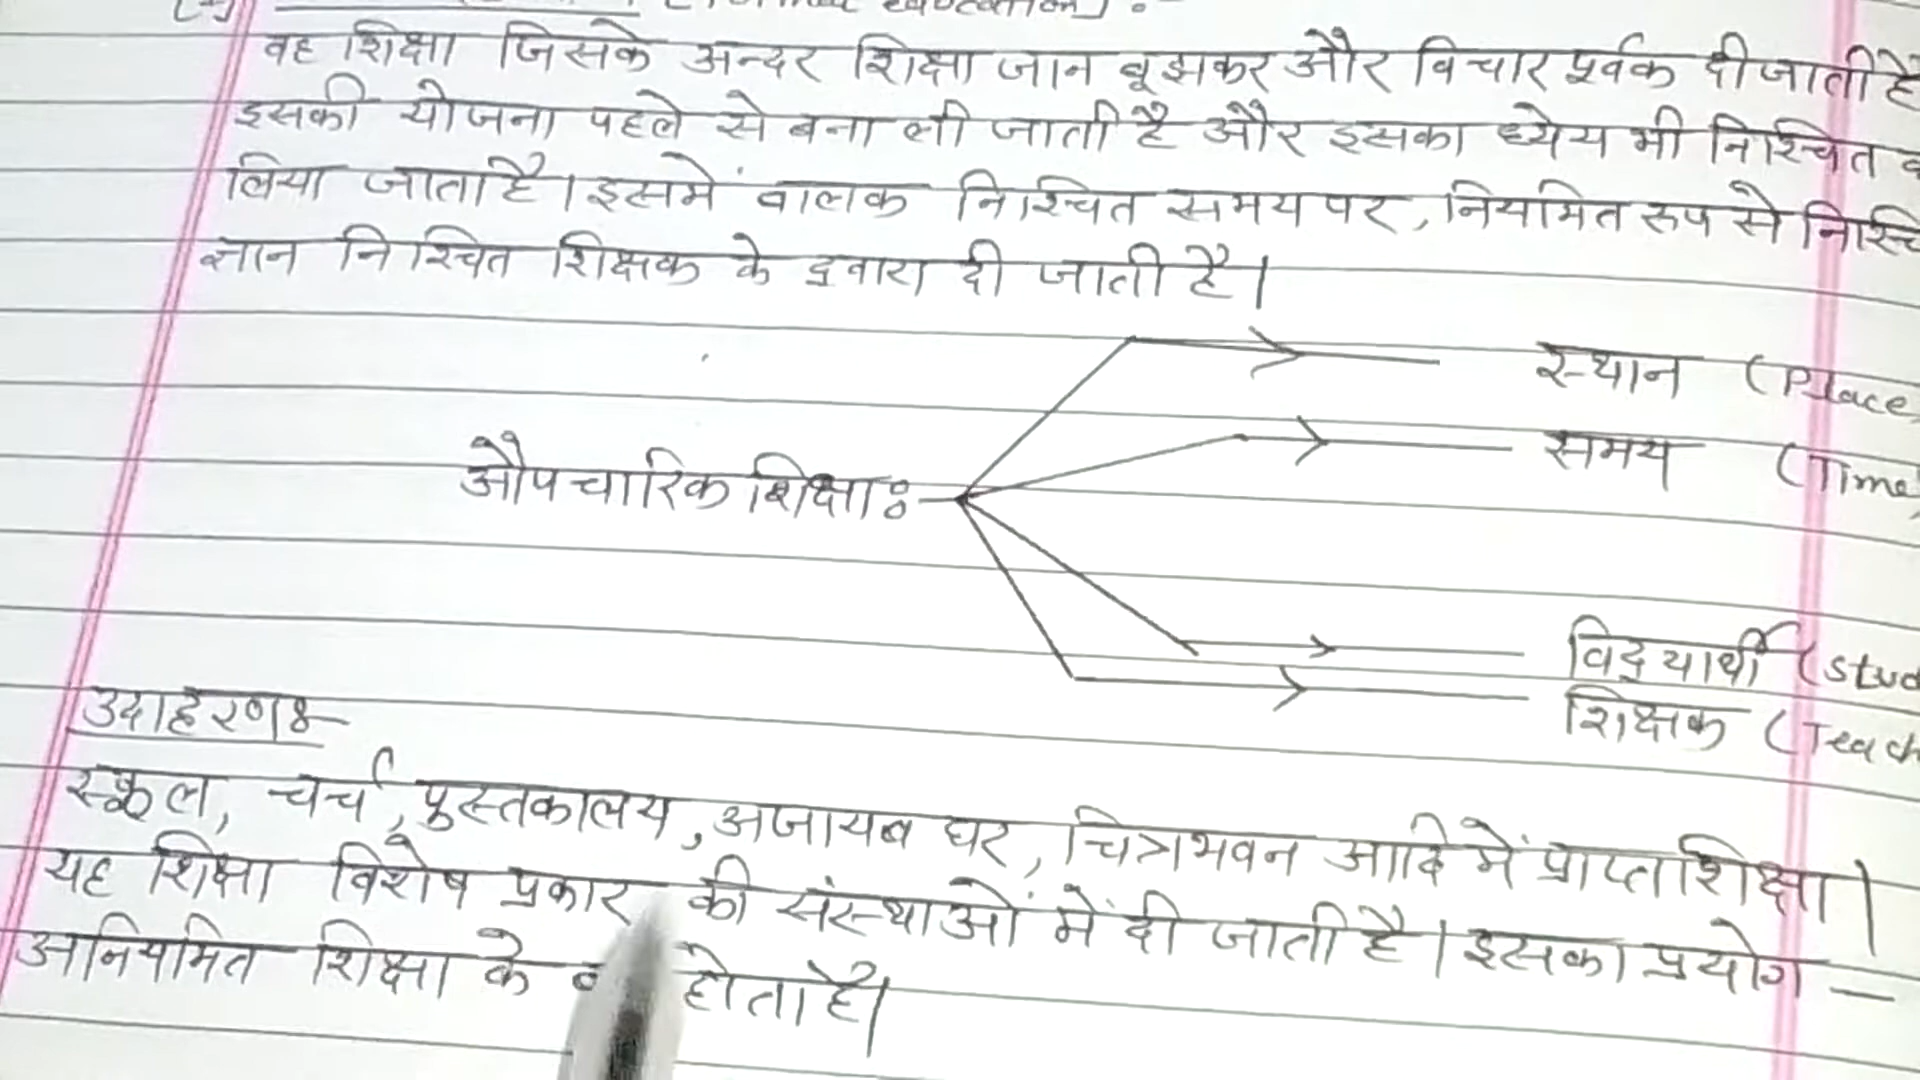 वह शिक्षा जिसके अन्दर शिक्षा जान बूझकर और विचार पूर्वक दी जाती है
इसकी योजना पहले से बना ली जाती है और इसका ध्येय भी निश्चित
लिया जाता है। इसमें वालक निश्चित समय पर, नियमित रुप से
ज्ञान निश्चित शिक्षक के द्वारा दी जाती है।
स्थान (Place)
समय (Time)
औपचारिक शिक्षाः-
विद्यार्थी
शिक्षक
उदाहरणः-
स्कूल, चर्च, पुस्तकालय, अजायब घर, चित्रभवन आदि में प्राप्त शिक्षा।
यह शिक्षा विशेष प्रकार की संस्थाओं में दी जाती है। इसका प्रयोग -
अनियमित शिक्षा के होता है।